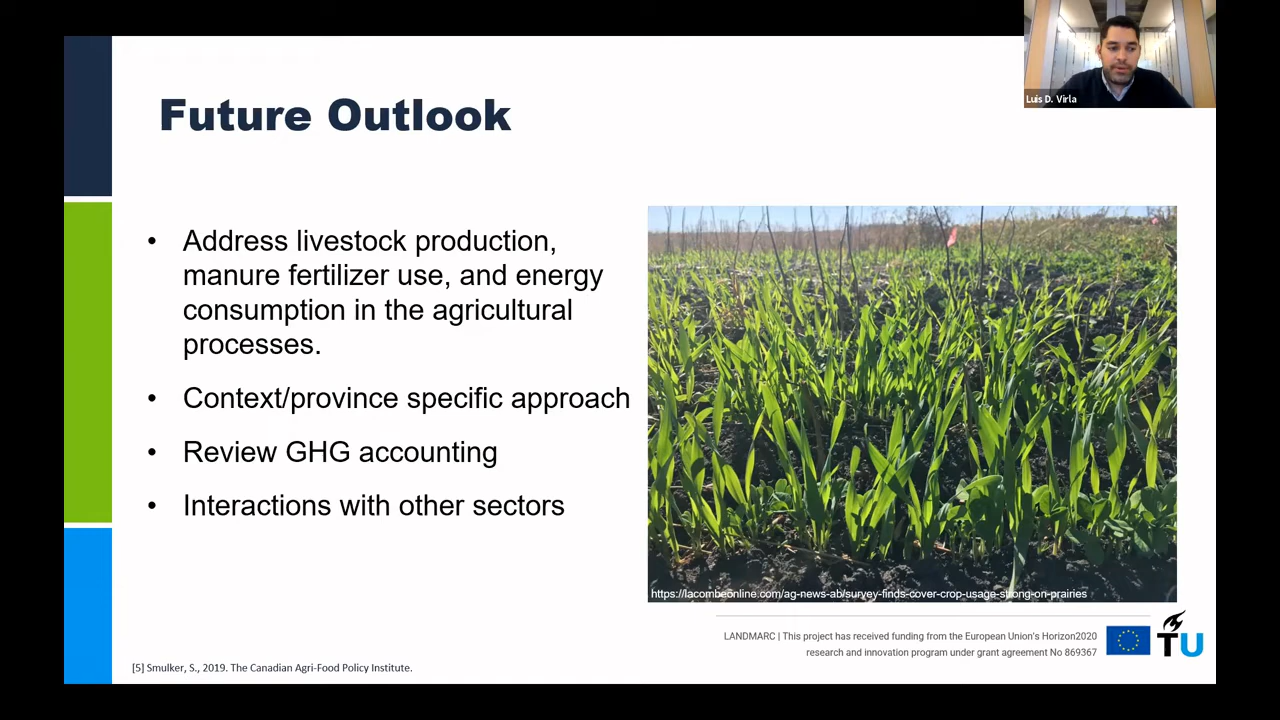 Luis D. Virla
Future Outlook
• Address livestock production,
manure fertilizer use, and energy
consumption in the agricultural
processes.
• Context/province specific approach
• Review GHG accounting
• Interactions with other sectors
https://lacombeonline.com/ag-news-ab/survey-finds-cover-crop-usage-strong-on-prairies
LANDMARC | This project has received funding from the European Union's Horizon2020
research and innovation program under grant agreement No 869367
TU
[5] Smulker, S., 2019. The Canadian Agri-Food Policy Institute.